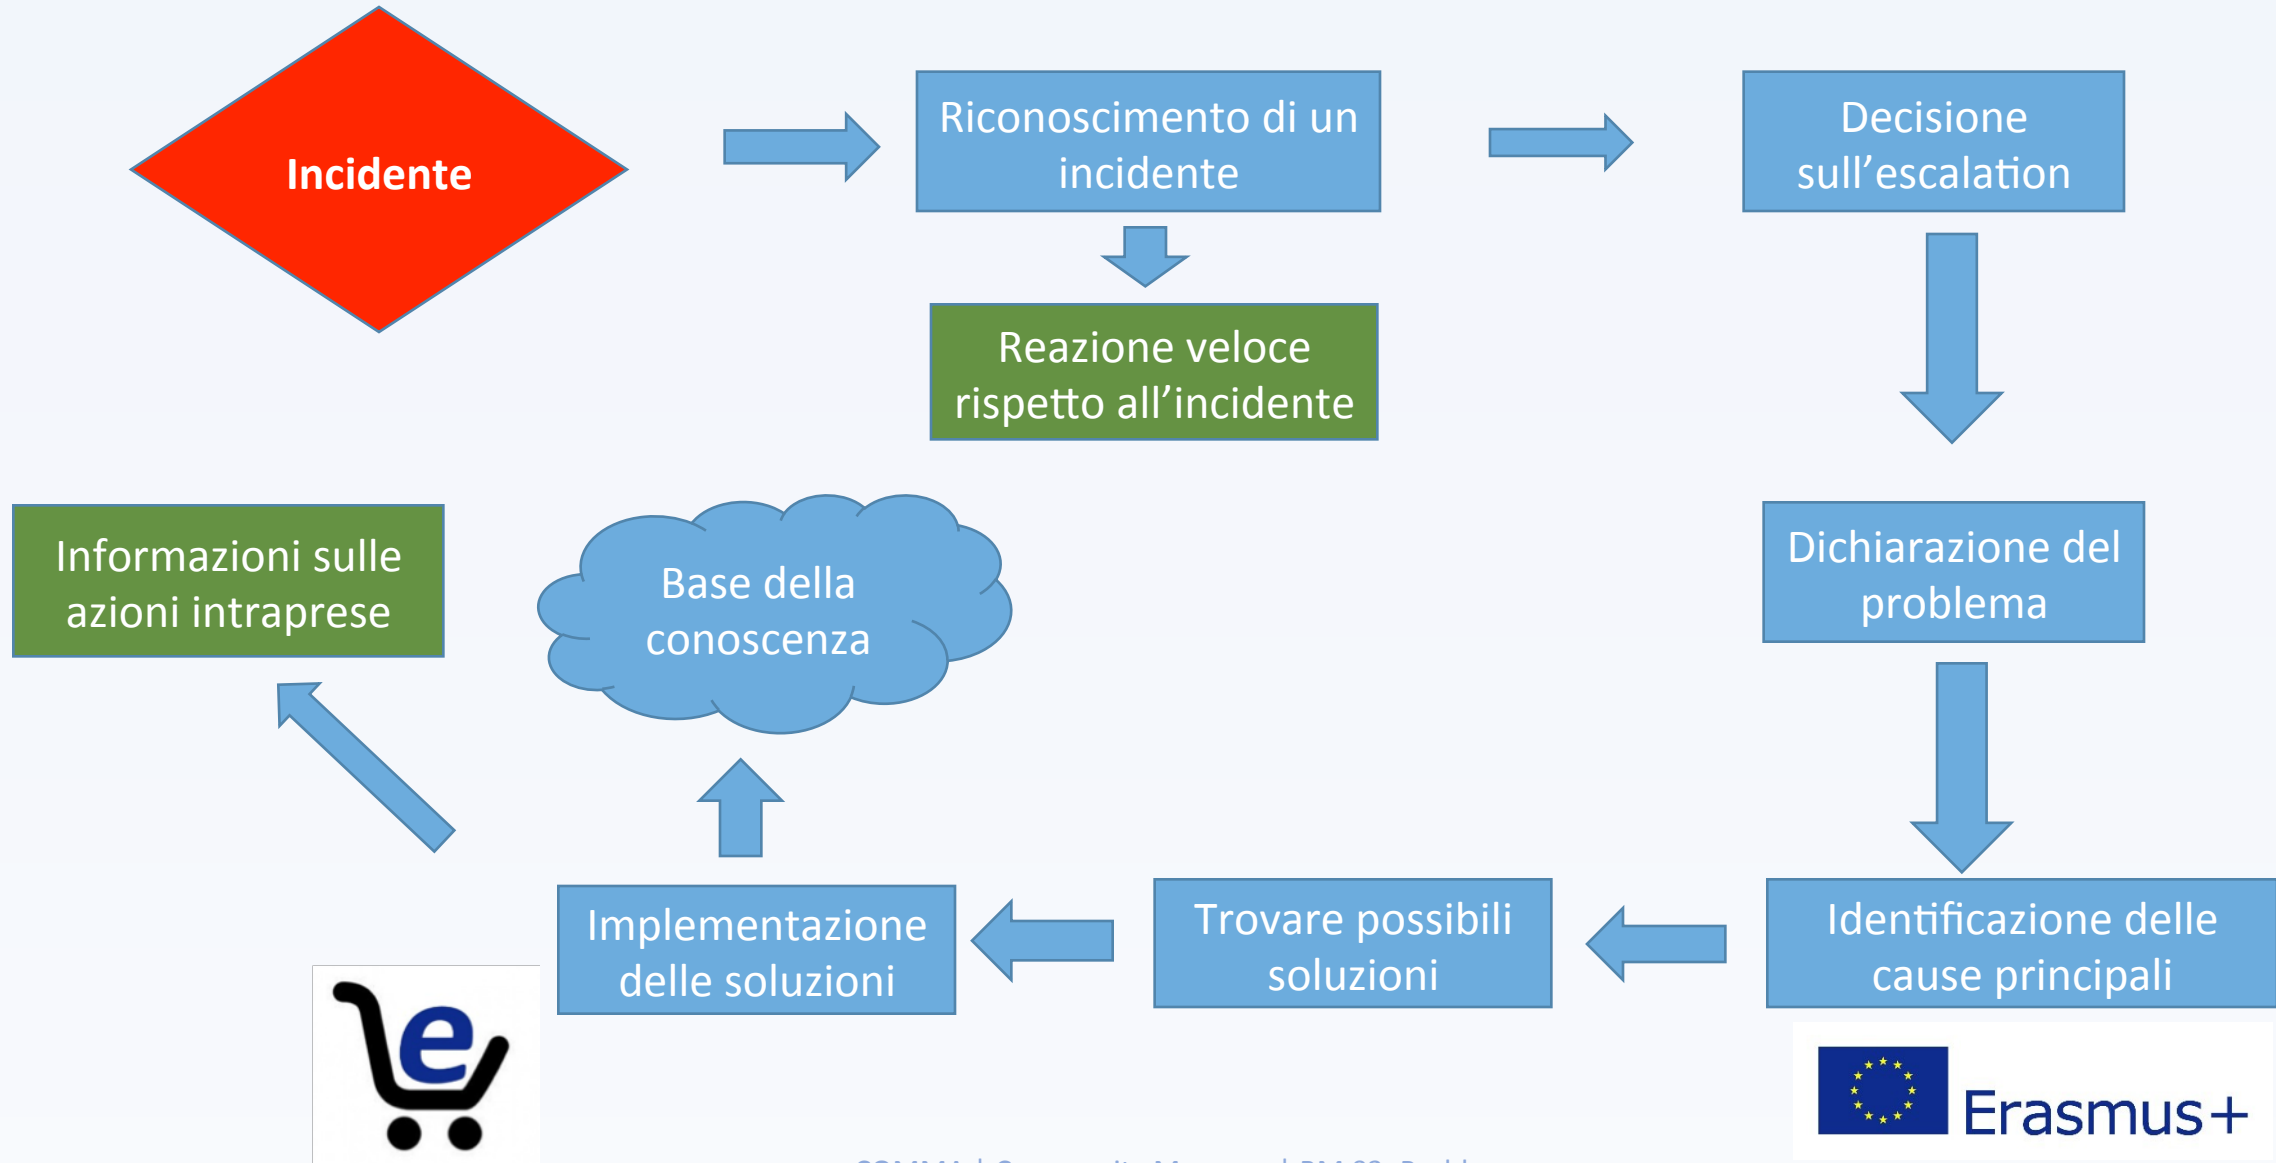 Incidente
Riconoscimento di un
incidente
Decisione
sull’escalation
Reazione veloce
rispetto all’incidente
Informazioni sulle
azioni intraprese
Base della
conoscenza
Dichiarazione del
problema
Implementazione
delle soluzioni
Trovare possibili
soluzioni
Identificazione delle
cause principali
e
Erasmus+